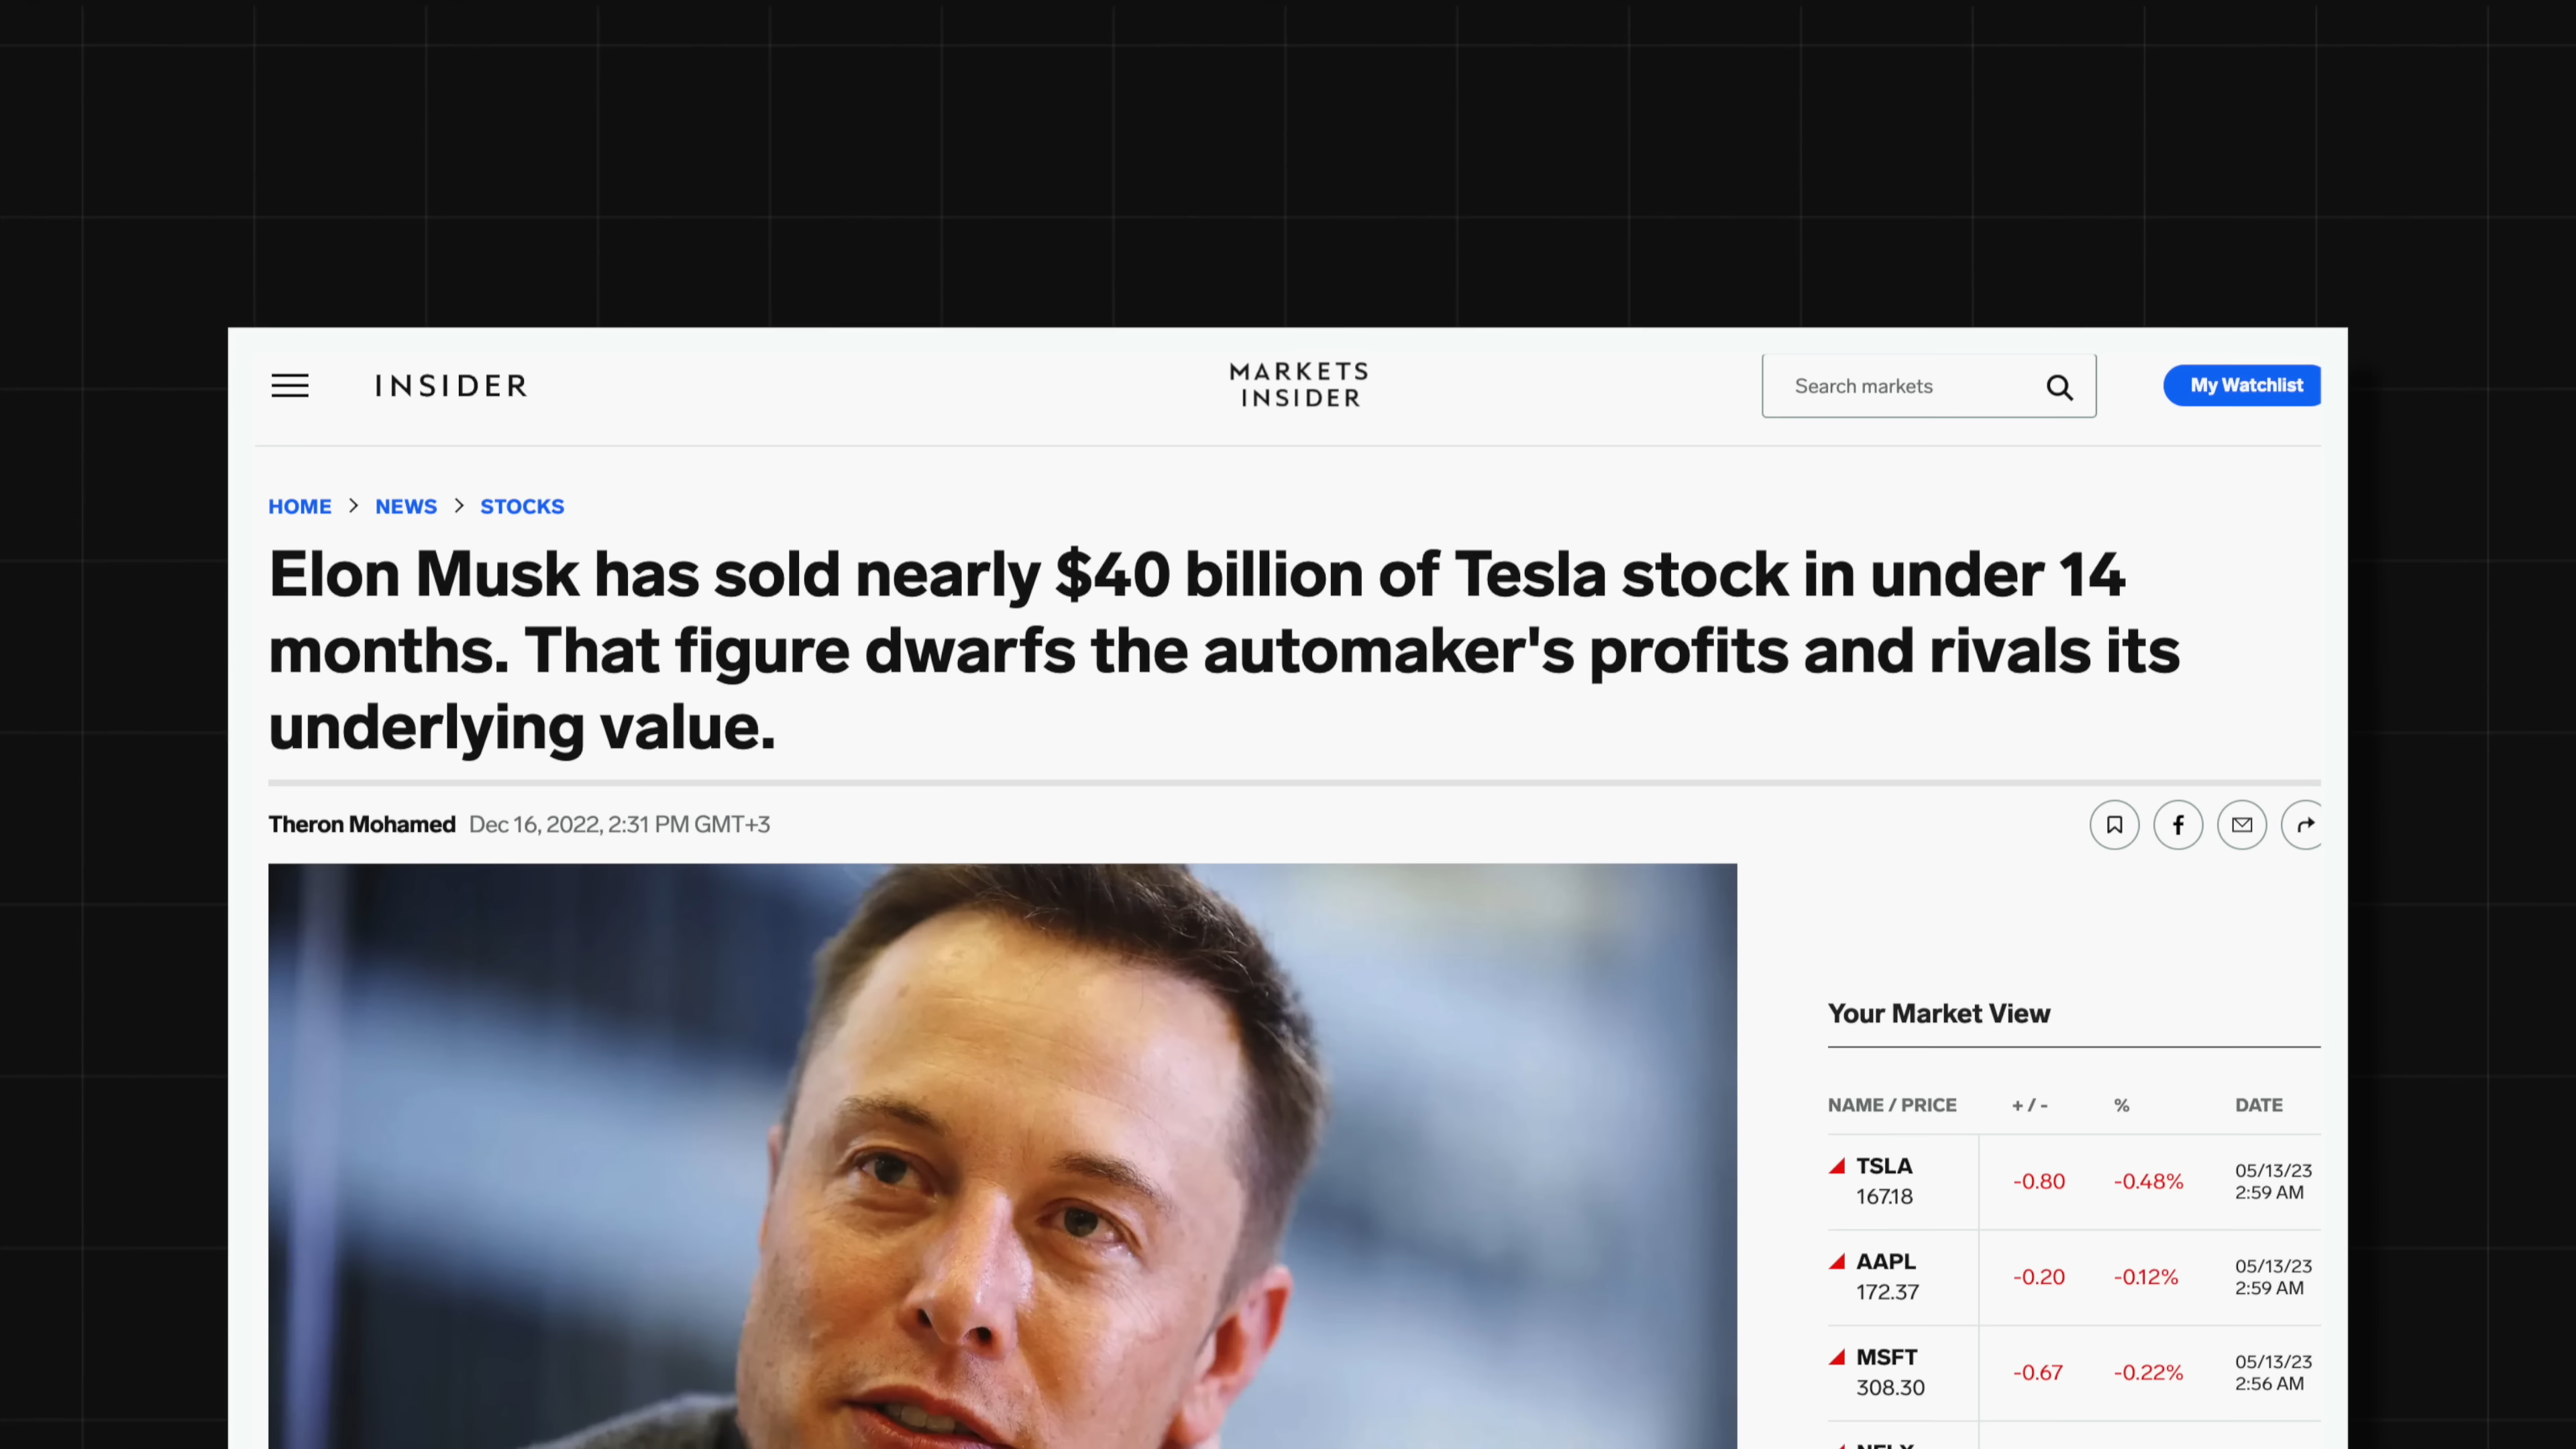 INSIDER
MARKETS
INSIDER
Search markets
My Watchlist
HOME > NEWS > STOCKS
Elon Musk has sold nearly $40 billion of Tesla stock in under 14
months. That figure dwarfs the automaker's profits and rivals its
underlying value.
Theron Mohamed Dec 16, 2022, 2:31 PM GMT+3
Your Market View
NAME / PRICE + / - % DATE
TSLA
167.18
-0.80 -0.48%
05/13/23
2:59 AM
AAPL
172.37
-0.20 -0.12%
05/13/23
2:59 AM
MSFT
308.30
-0.67 -0.22%
05/13/23
2:56 AM